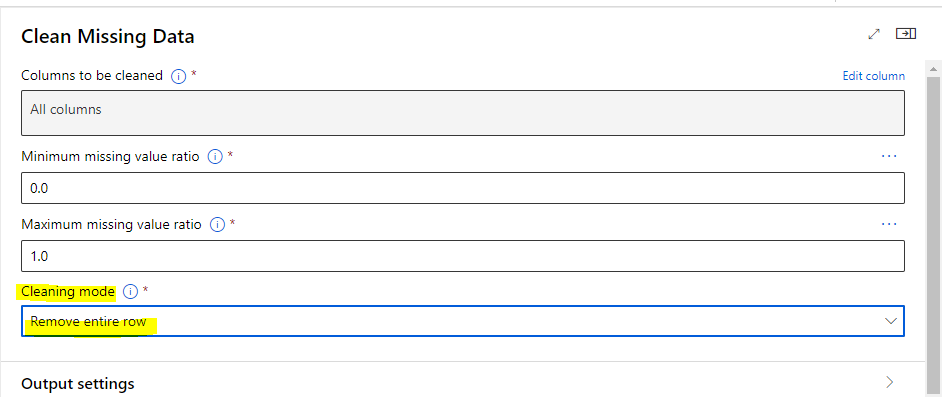 Clean Missing Data
Columns to be cleaned * Edit column
All columns
Minimum missing value ratio *
0.0
Maximum missing value ratio *
1.0
Cleaning mode *
Remove entire row
Output settings